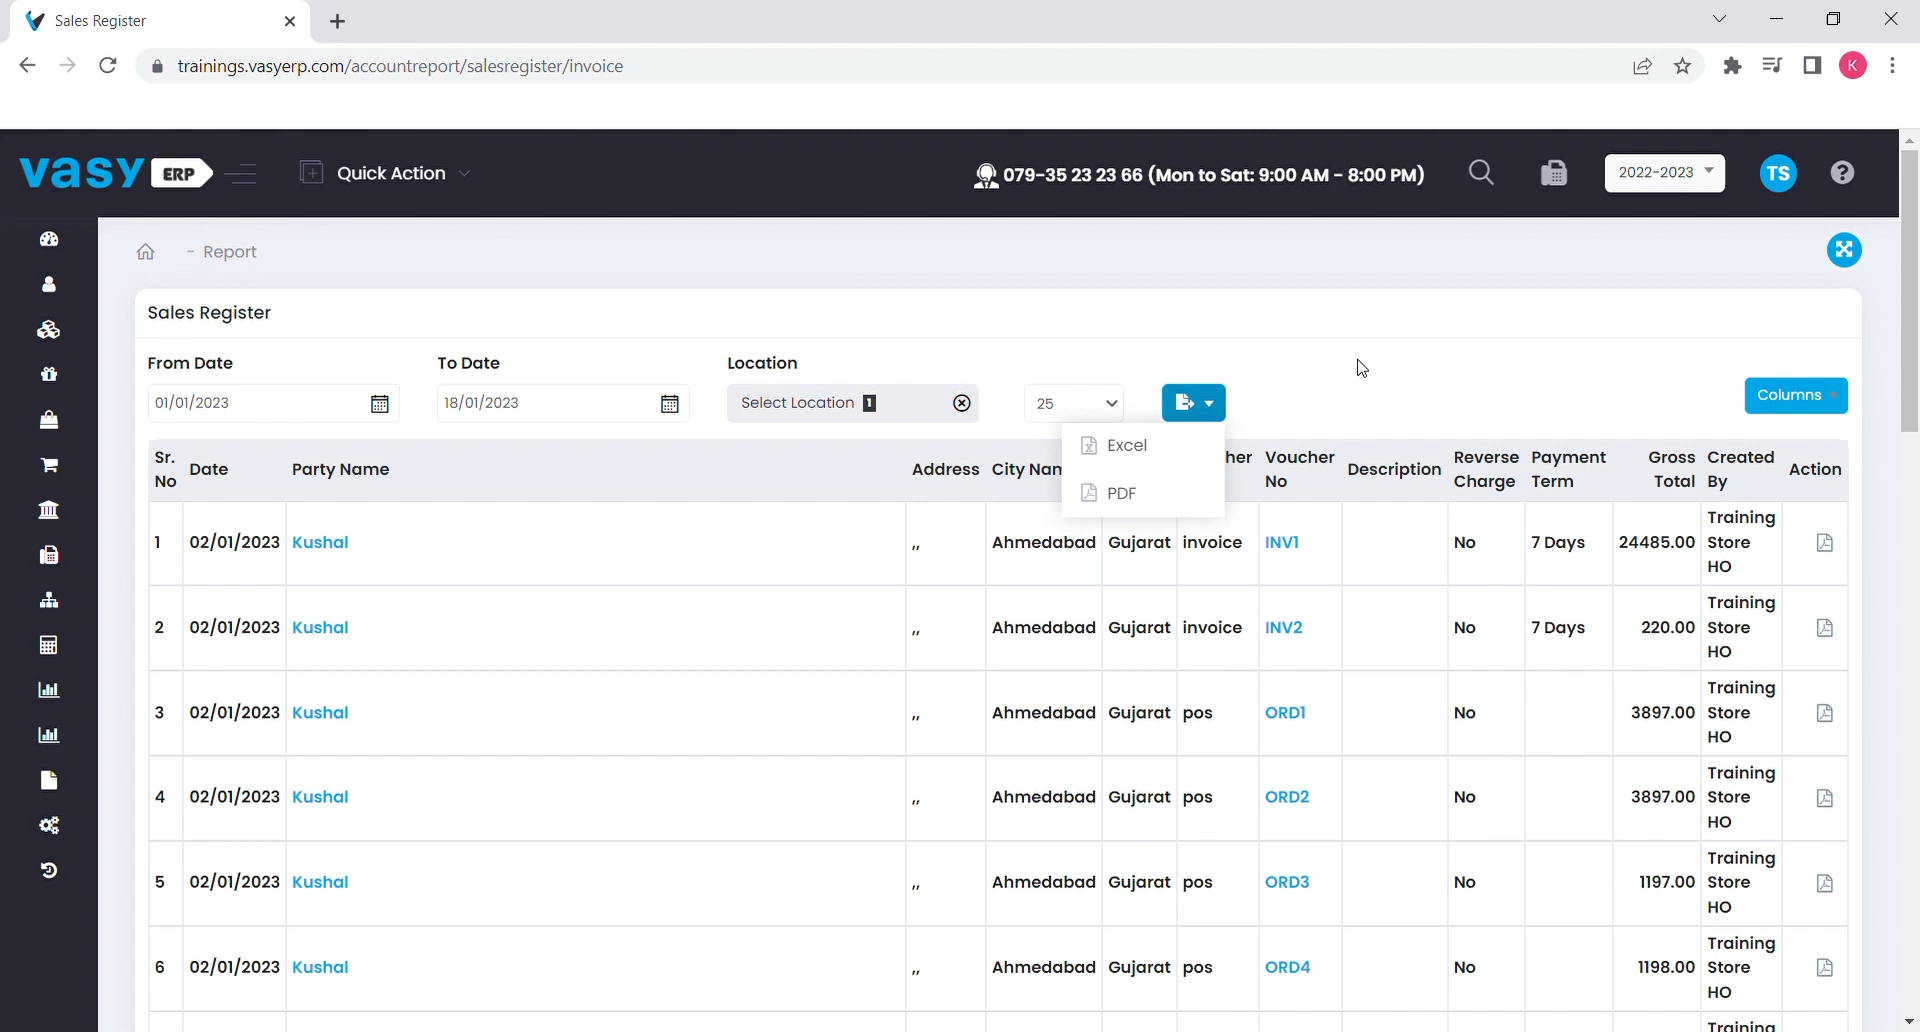 Sales Register
trainings.vasyerp.com/accountreport/salesregister/invoice
K
vasy ERP
Quick Action
079-35 23 23 66 (Mon to Sat: 9:00 AM - 8:00 PM)
2022-2023
TS
- Report
Sales Register
From Date To Date Location
01/01/2023 18/01/2023 Select Location 1 25 Columns
Excel
PDF
Sr. No Date Party Name Address City Nam her Voucher No Description Reverse Charge Payment Term Gross Total Created By Action
1 02/01/2023 Kushal ,, Ahmedabad Gujarat invoice INV1 No 7 Days 24485.00 Training Store HO
2 02/01/2023 Kushal ,, Ahmedabad Gujarat invoice INV2 No 7 Days 220.00 Training Store HO
3 02/01/2023 Kushal ,, Ahmedabad Gujarat pos ORD1 No 3897.00 Training Store HO
4 02/01/2023 Kushal ,, Ahmedabad Gujarat pos ORD2 No 3897.00 Training Store HO
5 02/01/2023 Kushal ,, Ahmedabad Gujarat pos ORD3 No 1197.00 Training Store HO
6 02/01/2023 Kushal ,, Ahmedabad Gujarat pos ORD4 No 1198.00 Training Store HO
Training